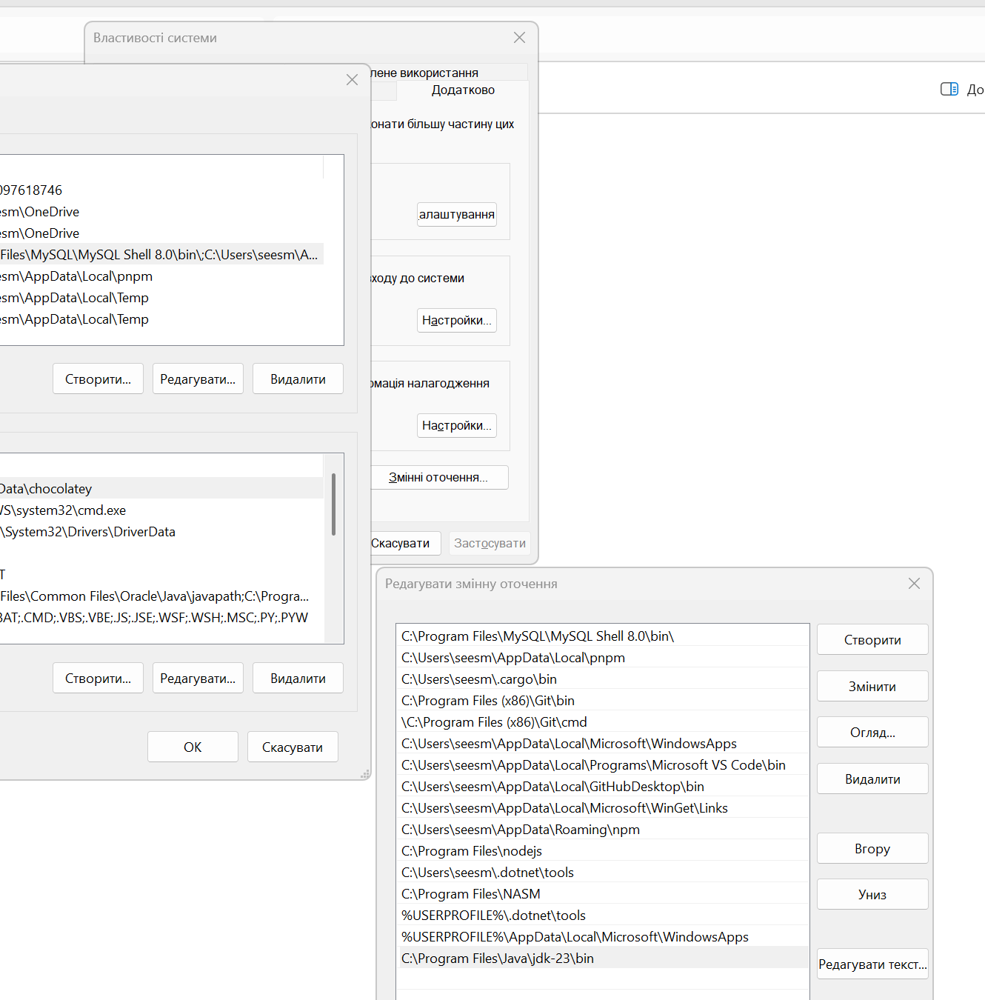 Властивості системи
лене використання
Додатково
До
онати більшу частину цих
097618746
esm\OneDrive
esm\OneDrive
Files\MySQL\MySQL Shell 8.0\bin\;C:\Users\seesm\A...
esm\AppData\Local\pnpm
esm\AppData\Local\Temp
esm\AppData\Local\Temp
алаштування
входу до системи
Настройки...
Створити...
Редагувати...
Видалити
рмація налагодження
Настройки...
Змінні оточення...
Data\chocolatey
WS\system32\cmd.exe
\System32\Drivers\DriverData
T
Files\Common Files\Oracle\Java\javapath;C:\Progra...
BAT;.CMD;.VBS;.VBE;.JS;.JSE;.WSF;.WSH;.MSC;.PY;.PYW
Скасувати
Застосувати
Створити...
Редагувати...
Видалити
OK
Скасувати
Редагувати змінну оточення
C:\Program Files\MySQL\MySQL Shell 8.0\bin\
C:\Users\seesm\AppData\Local\pnpm
C:\Users\seesm\.cargo\bin
C:\Program Files (x86)\Git\bin
\C:\Program Files (x86)\Git\cmd
C:\Users\seesm\AppData\Local\Microsoft\WindowsApps
C:\Users\seesm\AppData\Local\Programs\Microsoft VS Code\bin
C:\Users\seesm\AppData\Local\GitHubDesktop\bin
C:\Users\seesm\AppData\Local\Microsoft\WinGet\Links
C:\Users\seesm\AppData\Roaming\npm
C:\Program Files\nodejs
C:\Users\seesm\.dotnet\tools
C:\Program Files\NASM
%USERPROFILE%\.dotnet\tools
%USERPROFILE%\AppData\Local\Microsoft\WindowsApps
C:\Program Files\Java\jdk-23\bin
Створити
Змінити
Огляд...
Видалити
Вгору
Униз
Редагувати текст...